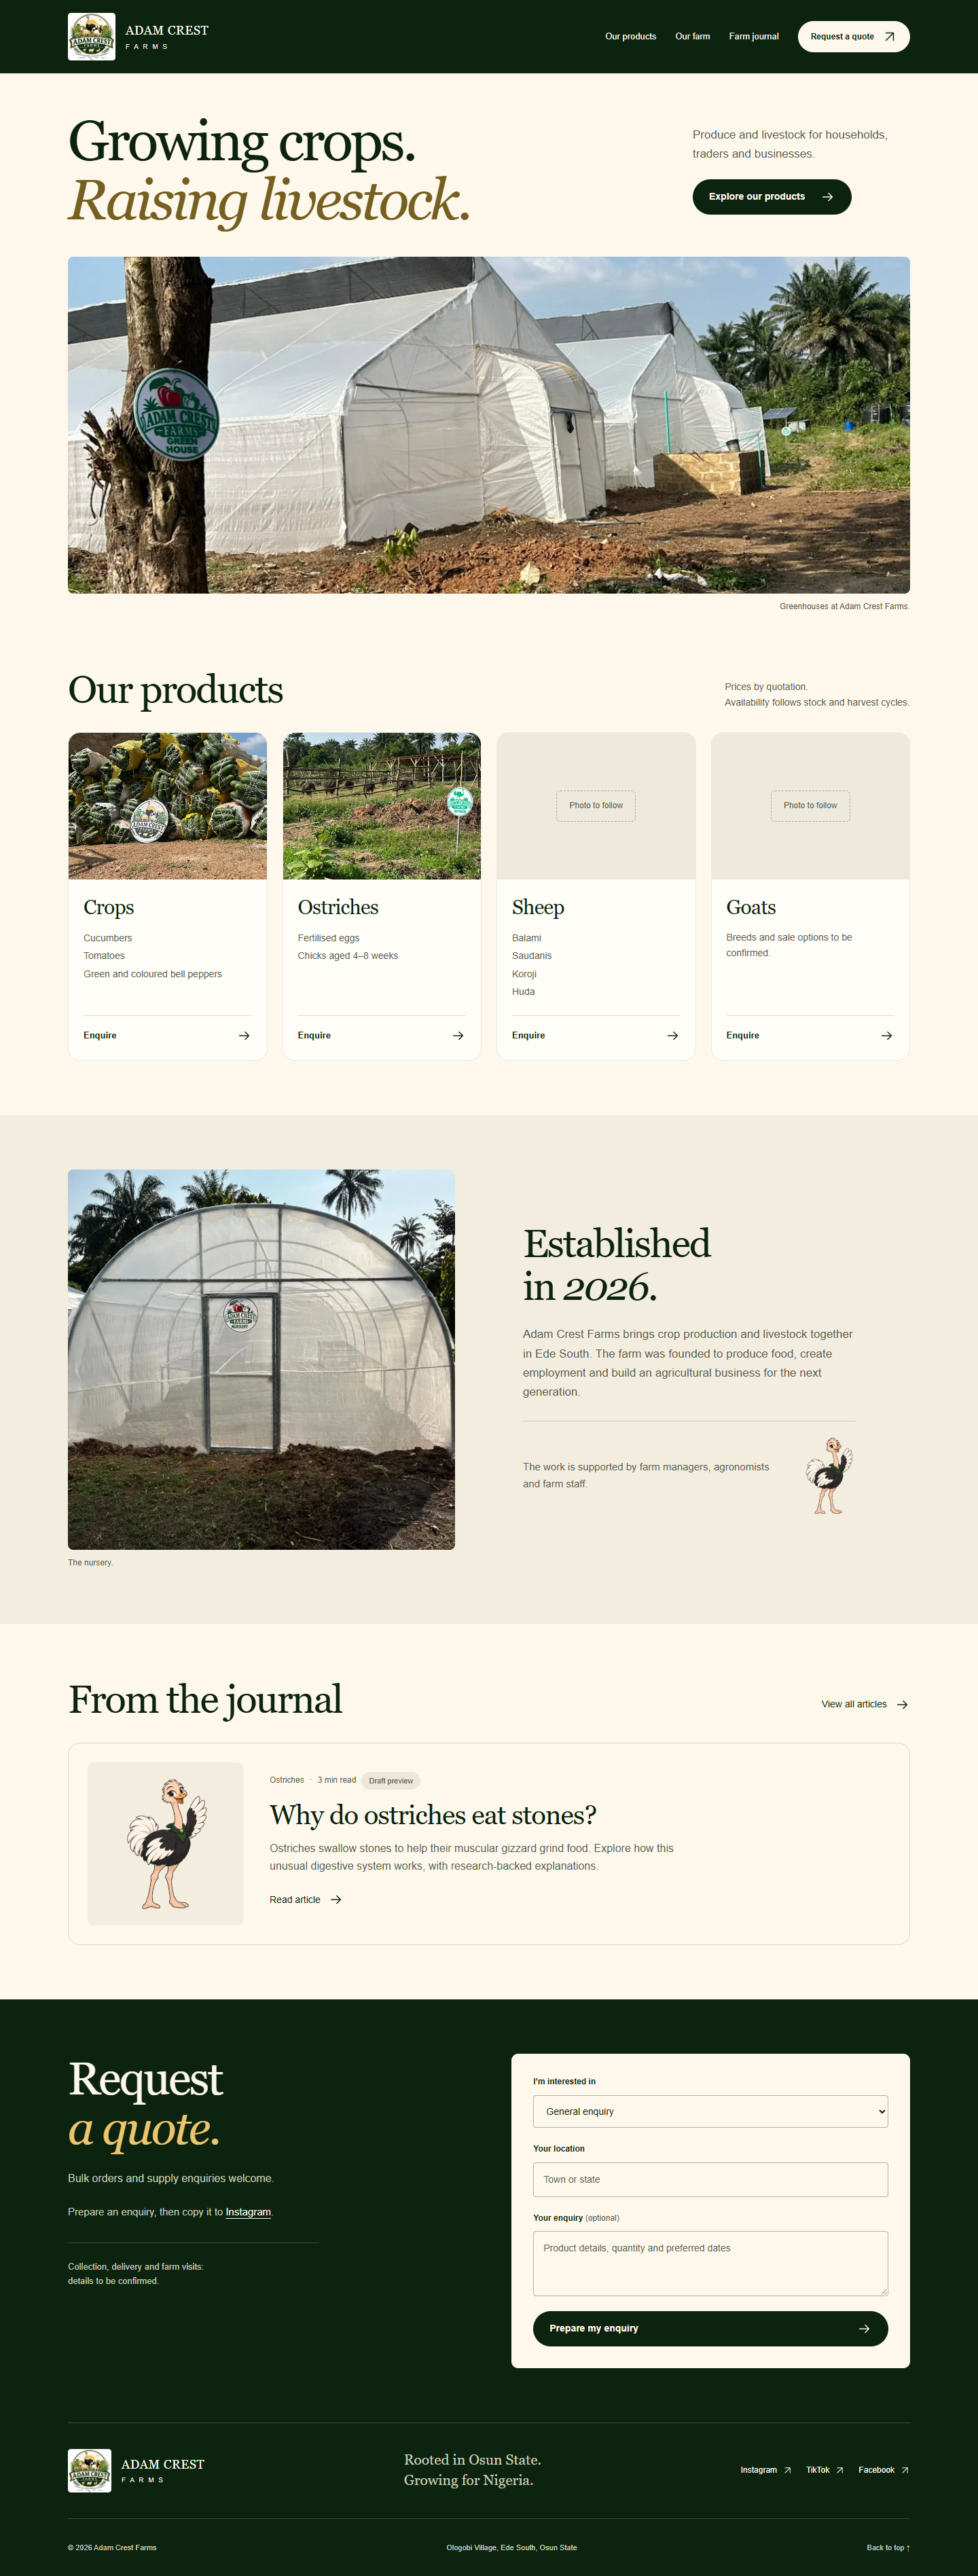 ADAM CREST
FARMS
Our products
Our farm
Farm journal
Request a quote
Growing crops.
Raising livestock.
Produce and livestock for households,
traders and businesses.
Explore our products
ADAM CREST
GREEN
HOUSE
Greenhouses at Adam Crest Farms.
Our products
Prices by quotation.
Availability follows stock and harvest cycles.
Photo to follow
Photo to follow
Crops
Cucumbers
Tomatoes
Green and coloured bell peppers
Enquire
Ostriches
Fertilised eggs
Chicks aged 4–8 weeks
Enquire
Sheep
Balami
Saudanis
Koroji
Huda
Enquire
Goats
Breeds and sale options to be
confirmed.
Enquire
ADAM CREST
FARMS
NURSERY
The nursery.
Established
in 2026.
Adam Crest Farms brings crop production and livestock together
in Ede South. The farm was founded to produce food, create
employment and build an agricultural business for the next
generation.
The work is supported by farm managers, agronomists
and farm staff.
From the journal
View all articles
Ostriches · 3 min read Draft preview
Why do ostriches eat stones?
Ostriches swallow stones to help their muscular gizzard grind food. Explore how this
unusual digestive system works, with research-backed explanations.
Read article
Request
a quote.
Bulk orders and supply enquiries welcome.
Prepare an enquiry, then copy it to Instagram.
Collection, delivery and farm visits:
details to be confirmed.
I'm interested in
General enquiry
Your location
Town or state
Your enquiry (optional)
Product details, quantity and preferred dates
Prepare my enquiry
ADAM CREST
FARMS
Rooted in Osun State.
Growing for Nigeria.
Instagram
TikTok
Facebook
© 2026 Adam Crest Farms
Ologobi Village, Ede South, Osun State
Back to top ↑